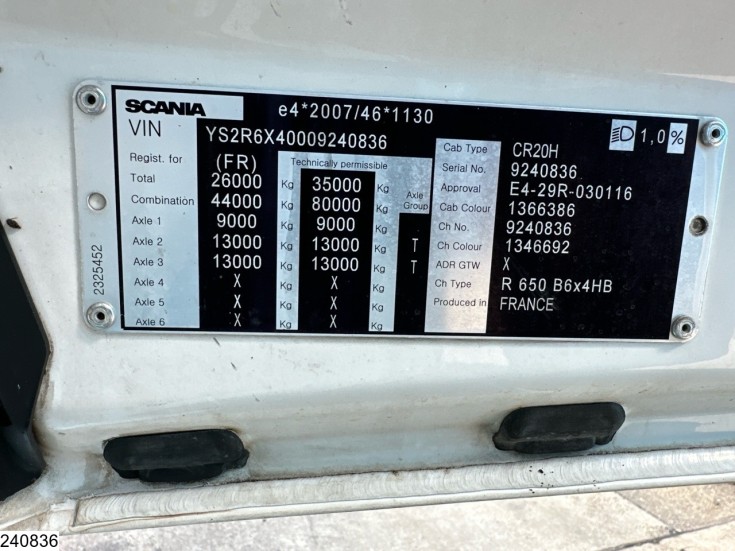 SCANIA e4*2007/46*1130
VIN YS2R6X40009240836
1,0 %
Regist. for (FR) Technically permissible
Total 26000 Kg 35000 Kg Axle Group
Combination 44000 Kg 80000 Kg
Axle 1 9000 Kg 9000 Kg
Axle 2 13000 Kg 13000 Kg T
Axle 3 13000 Kg 13000 Kg T
Axle 4 X Kg X Kg
Axle 5 X Kg X Kg
Axle 6 X Kg X Kg
Cab Type CR20H
Serial No. 9240836
Approval E4-29R-030116
Cab Colour 1366386
Ch No. 9240836
Ch Colour 1346692
ADR GTW X
Ch Type R 650 B6x4HB
Produced in FRANCE
2325452
240836